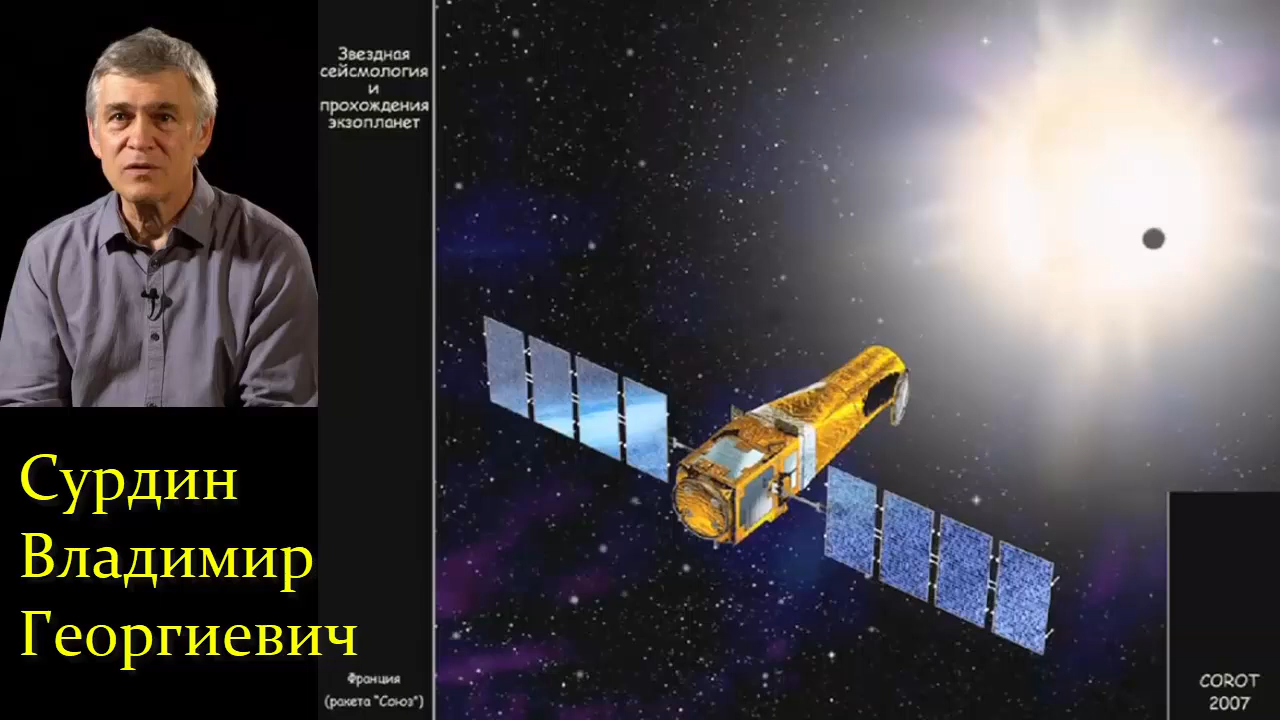 Звездная
сейсмология
и
прохождения
экзопланет
Сурдин
Владимир
Георгиевич
Франция
(ракета "Союз")
COROT
2007